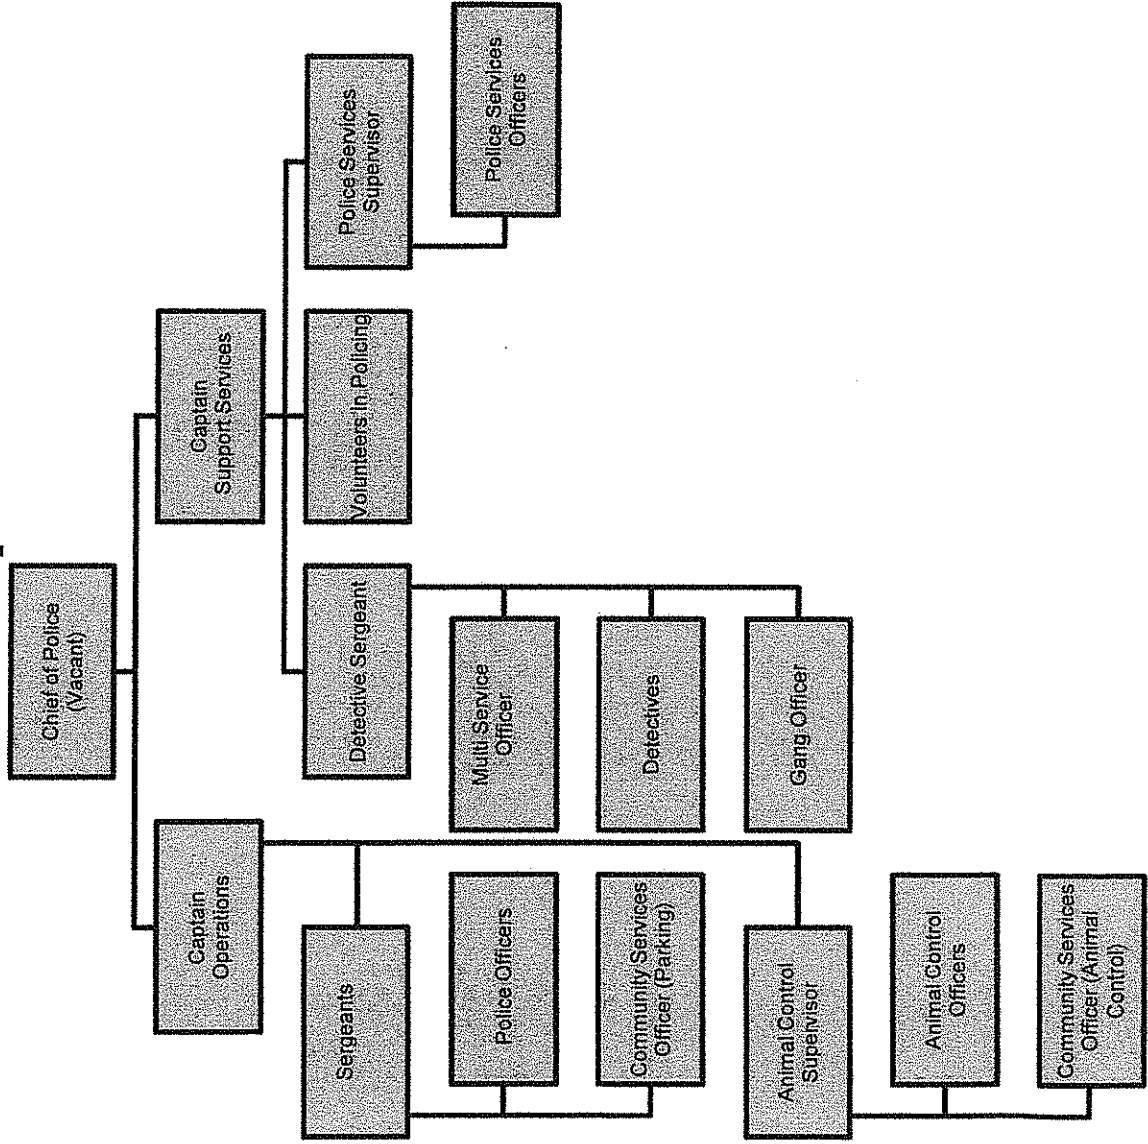 Chief of Police
(Vacant)
Captain
Operations
Captain
Support Services
Sergeants
Police Officers
Community Services
Officer (Parking)
Animal Control
Supervisor
Animal Control
Officers
Community Services
Officer (Animal
Control)
Detective Sergeant
Multi Service
Officer
Detectives
Gang Officer
Volunteers In Policing
Police Services
Supervisor
Police Services
Officers